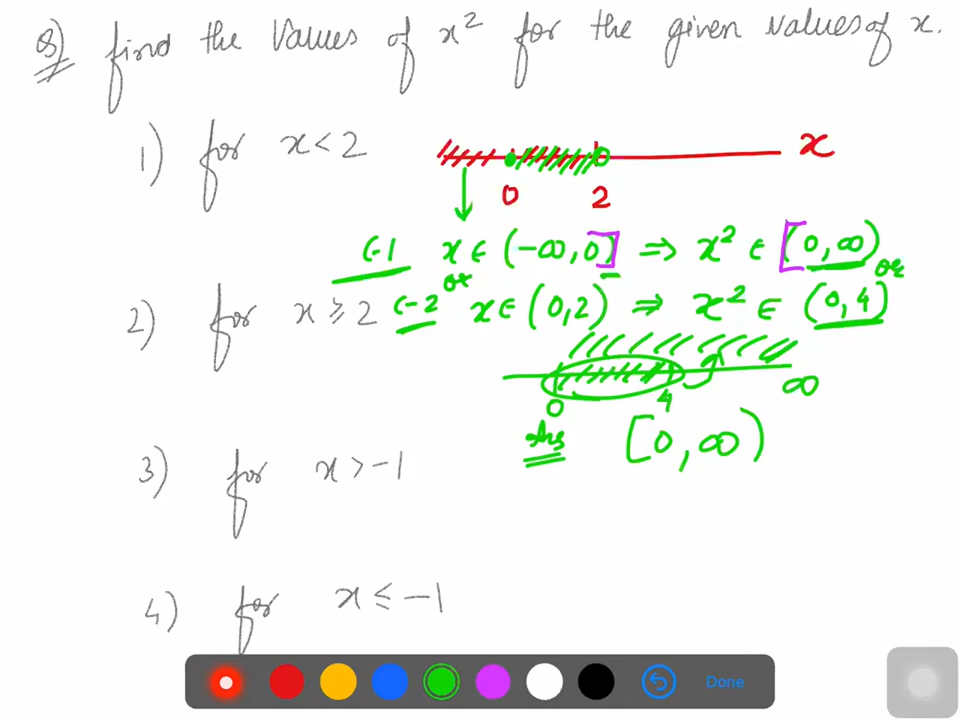 Q) find the Values of x² for the given values of x.
1) for x < 2
x
0 2
C-1 x ∈ (-∞, 0] ⇒ x² ∈ [0, ∞)
or or
2) for x ≥ 2
C-2 x ∈ (0, 2) ⇒ x² ∈ (0, 4)
0 4 ∞
Ans [0, ∞)
3) for x > -1
4) for x ≤ -1
Done